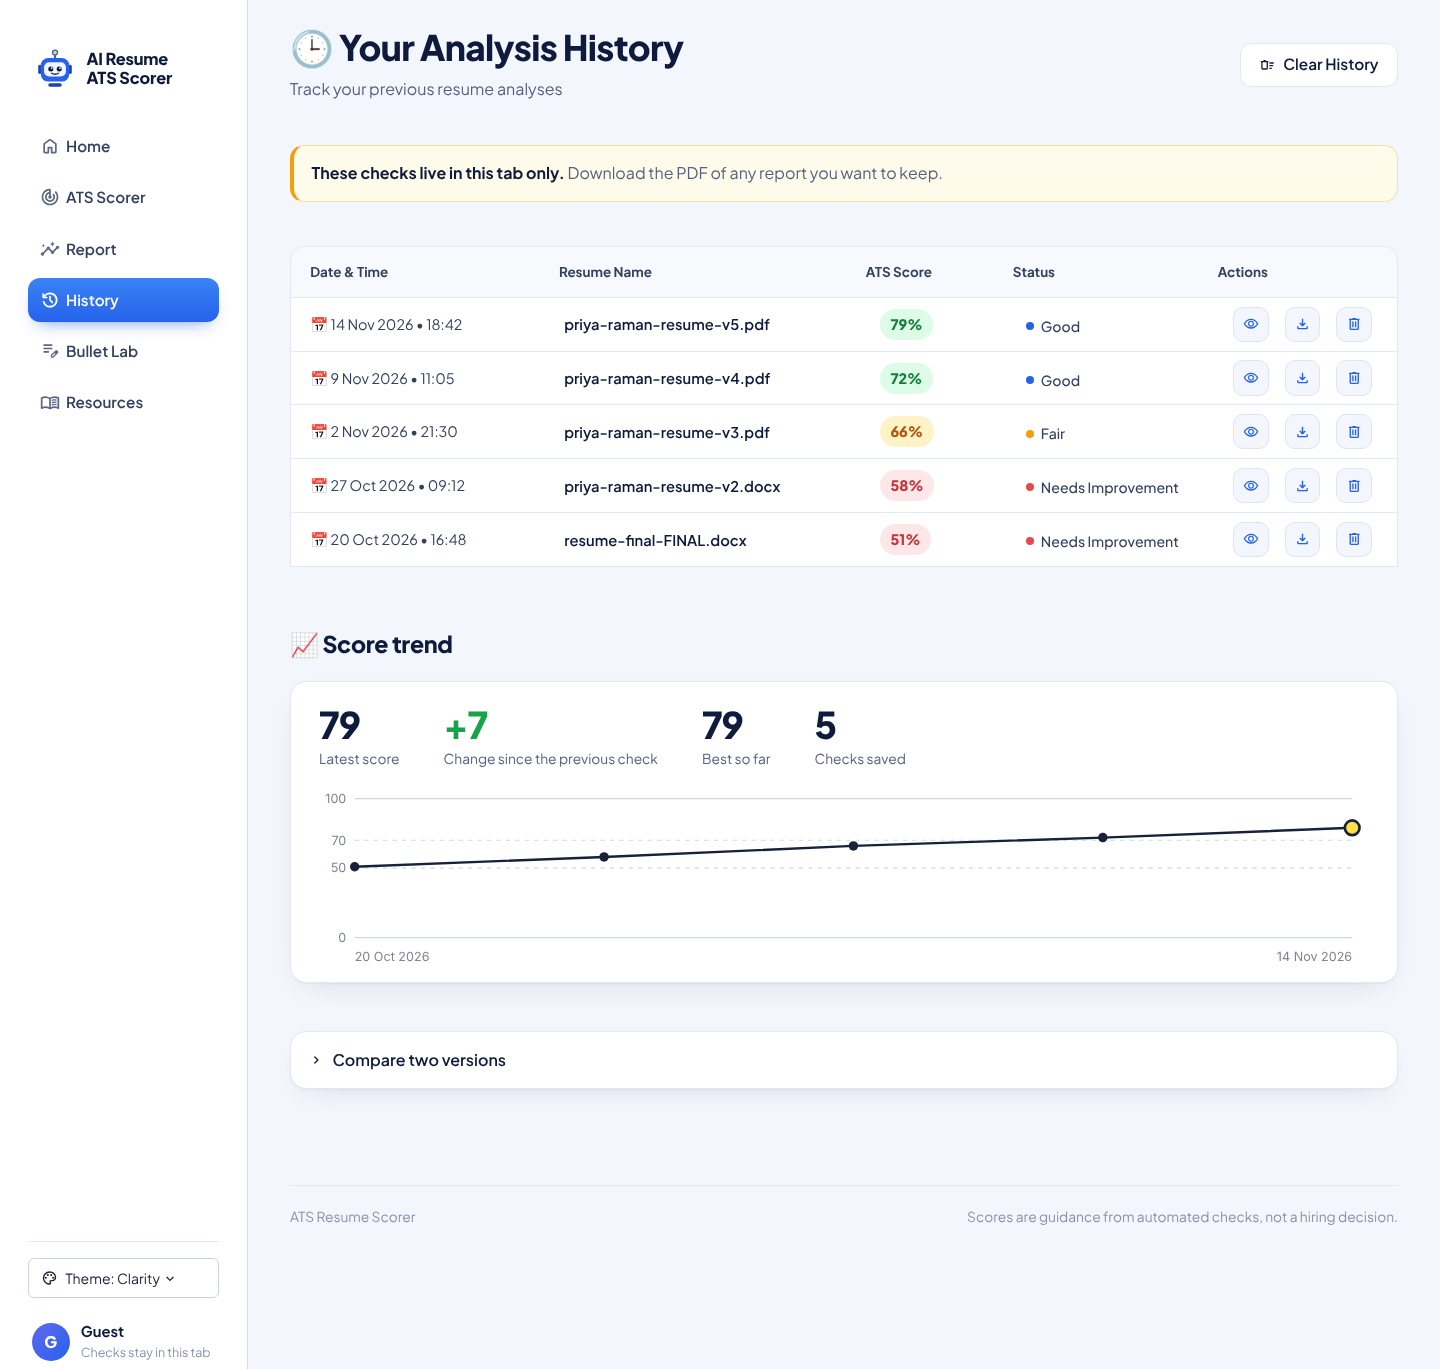 AI Resume
ATS Scorer
Home
ATS Scorer
Report
History
Bullet Lab
Resources
Theme: Clarity
G
Guest
Checks stay in this tab
Your Analysis History
Track your previous resume analyses
Clear History
These checks live in this tab only. Download the PDF of any report you want to keep.
Date & Time Resume Name ATS Score Status Actions
14 Nov 2026 • 18:42 priya-raman-resume-v5.pdf 79% Good
9 Nov 2026 • 11:05 priya-raman-resume-v4.pdf 72% Good
2 Nov 2026 • 21:30 priya-raman-resume-v3.pdf 66% Fair
27 Oct 2026 • 09:12 priya-raman-resume-v2.docx 58% Needs Improvement
20 Oct 2026 • 16:48 resume-final-FINAL.docx 51% Needs Improvement
Score trend
79 +7 79 5
Latest score Change since the previous check Best so far Checks saved
100
70
50
0
20 Oct 2026 14 Nov 2026
Compare two versions
ATS Resume Scorer Scores are guidance from automated checks, not a hiring decision.